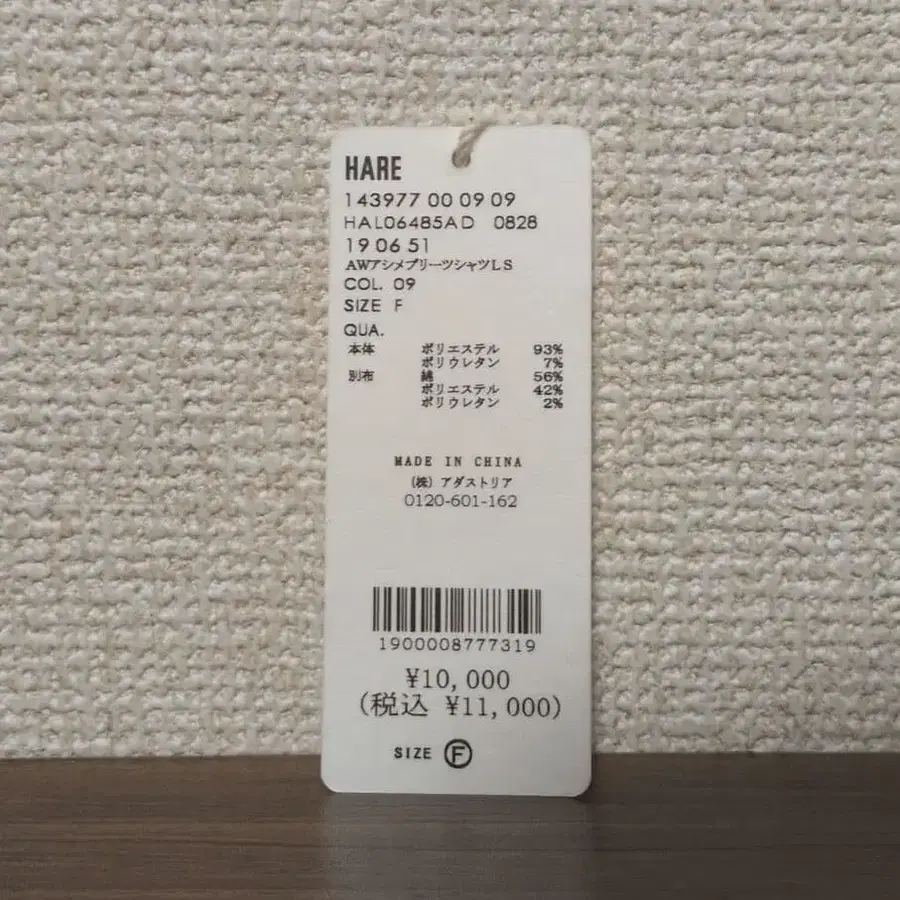 HARE
143977 00 09 09
HAL06485AD 0828
19 06 51
AWアシメプリーツシャツLS
COL. 09
SIZE F
QUA.
本体 ポリエステル 93%
ポリウレタン 7%
別布 綿 56%
ポリエステル 42%
ポリウレタン 2%
MADE IN CHINA
(株) アダストリア
0120-601-162
1900008777319
¥10,000
(税込 ¥11,000)
SIZE F